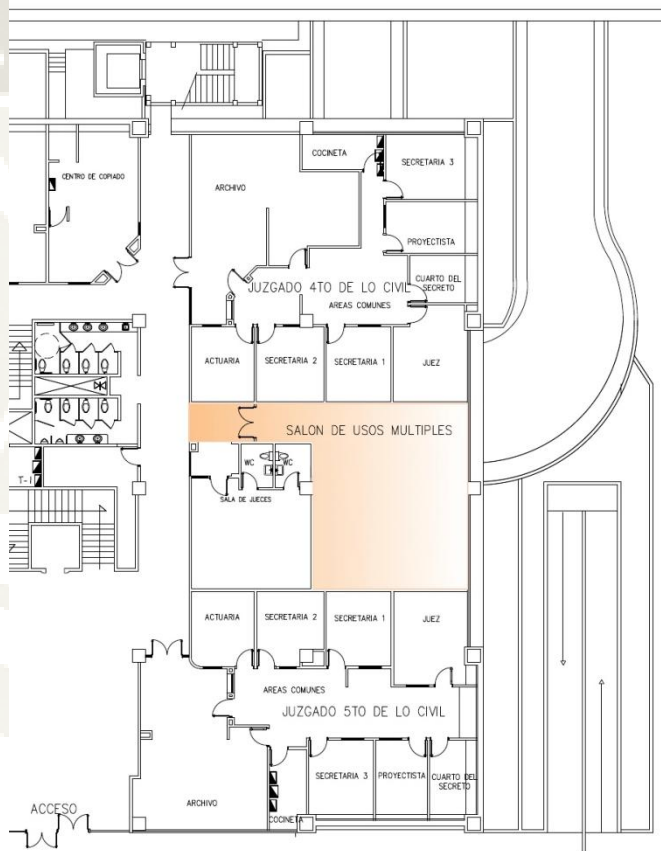 COCINETA
SECRETARIA 3
CENTRO DE COPIADO
ARCHIVO
PROYECTISTA
CUARTO DEL
SECRETO
JUZGADO 4TO DE LO CIVIL
AREAS COMUNES
ACTUARIA
SECRETARIA 2
SECRETARIA 1
JUEZ
SALON DE USOS MULTIPLES
WC
WC
T-1
SALA DE JUECES
ACTUARIA
SECRETARIA 2
SECRETARIA 1
JUEZ
AREAS COMUNES
JUZGADO 5TO DE LO CIVIL
SECRETARIA 3
PROYECTISTA
CUARTO DEL
SECRETO
ARCHIVO
ACCESO
COCINETA